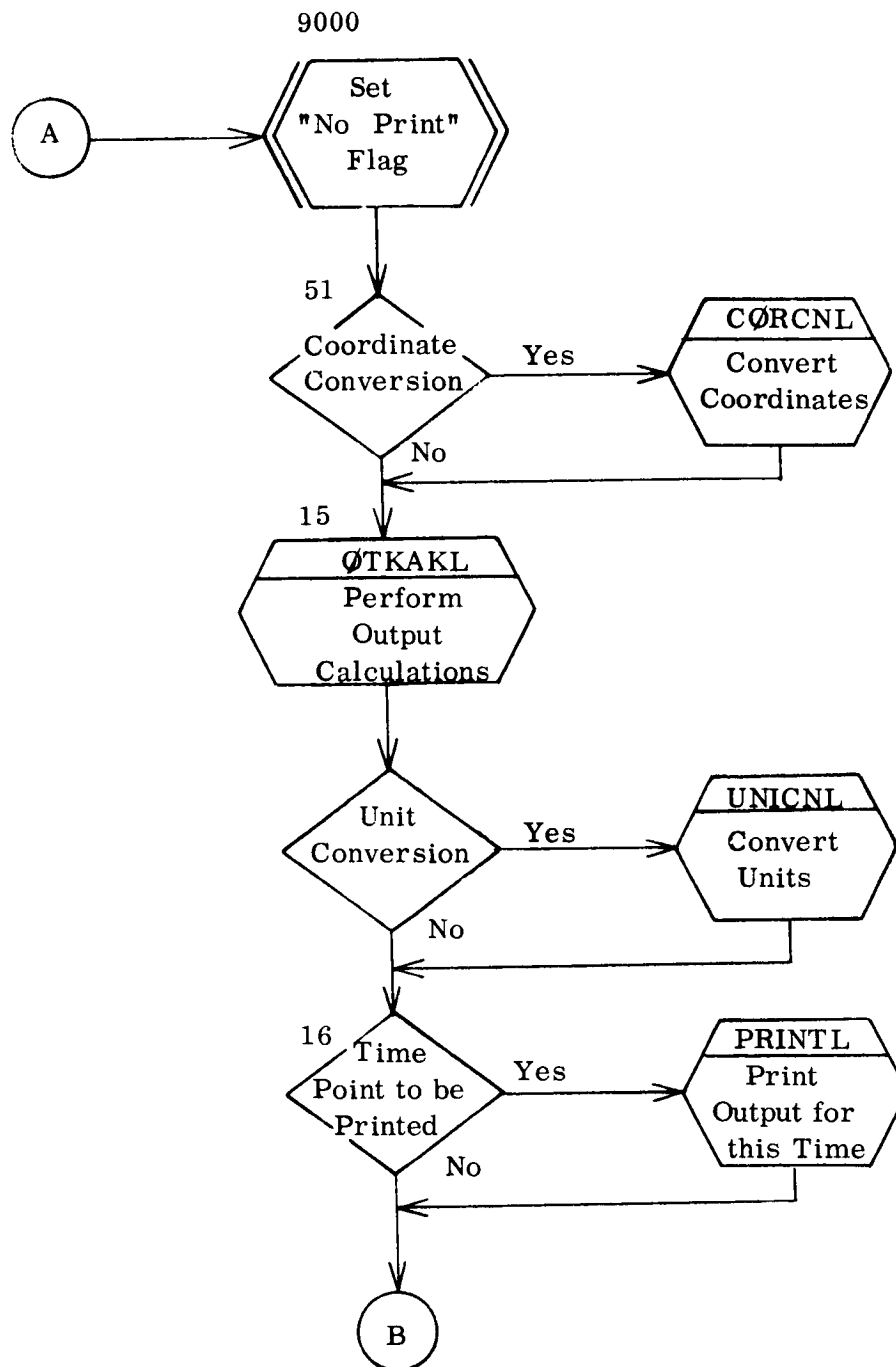 9000
A
Set
"No Print"
Flag
51
Coordinate
Conversion
Yes
CØRCNL
Convert
Coordinates
No
15
ØTKAKL
Perform
Output
Calculations
Unit
Conversion
Yes
UNICNL
Convert
Units
No
16
Time
Point to be
Printed
Yes
PRINTL
Print
Output for
this Time
No
B